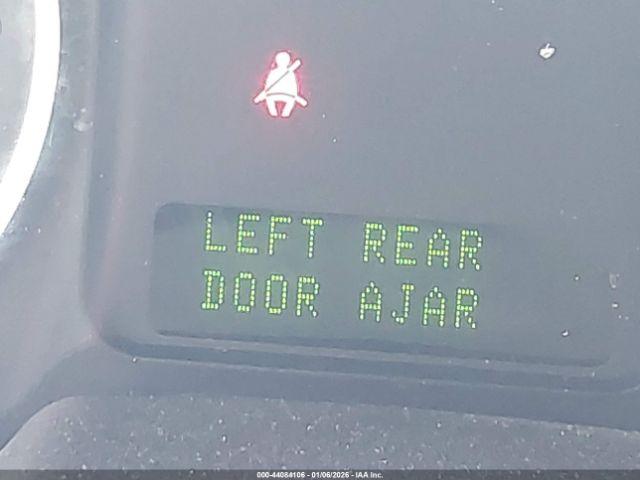 LEFT REAR
DOOR AJAR
000-44084106 - 01/06/2026 - IAA Inc.